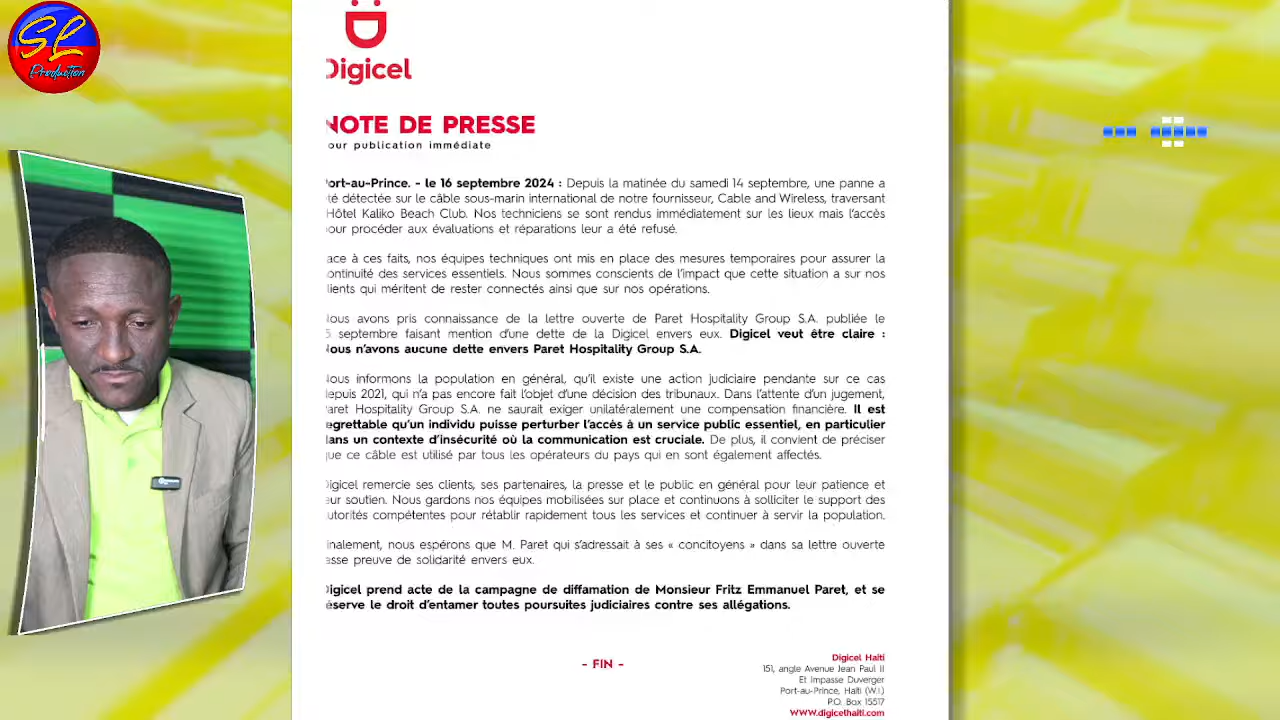 SL
Production
Digicel
NOTE DE PRESSE
our publication immédiate
ort-au-Prince. - le 16 septembre 2024 : Depuis la matinée du samedi 14 septembre, une panne a
té détectée sur le câble sous-marin international de notre fournisseur, Cable and Wireless, traversant
'Hôtel Kaliko Beach Club. Nos techniciens se sont rendus immédiatement sur les lieux mais l'accès
our procéder aux évaluations et réparations leur a été refusé.
ace à ces faits, nos équipes techniques ont mis en place des mesures temporaires pour assurer la
ontinuité des services essentiels. Nous sommes conscients de l'impact que cette situation a sur nos
lients qui méritent de rester connectés ainsi que sur nos opérations.
Nous avons pris connaissance de la lettre ouverte de Paret Hospitality Group S.A. publiée le
5 septembre faisant mention d'une dette de la Digicel envers eux. Digicel veut être claire :
Nous n'avons aucune dette envers Paret Hospitality Group S.A.
Nous informons la population en général, qu'il existe une action judiciaire pendante sur ce cas
depuis 2021, qui n'a pas encore fait l'objet d'une décision des tribunaux. Dans l'attente d'un jugement,
Paret Hospitality Group S.A. ne saurait exiger unilatéralement une compensation financière. Il est
regrettable qu'un individu puisse perturber l'accès à un service public essentiel, en particulier
dans un contexte d'insécurité où la communication est cruciale. De plus, il convient de préciser
que ce câble est utilisé par tous les opérateurs du pays qui en sont également affectés.
Digicel remercie ses clients, ses partenaires, la presse et le public en général pour leur patience et
eur soutien. Nous gardons nos équipes mobilisées sur place et continuons à solliciter le support des
utorités compétentes pour rétablir rapidement tous les services et continuer à servir la population.
inalement, nous espérons que M. Paret qui s'adressait à ses « concitoyens » dans sa lettre ouverte
asse preuve de solidarité envers eux.
Digicel prend acte de la campagne de diffamation de Monsieur Fritz Emmanuel Paret, et se
éserve le droit d'entamer toutes poursuites judiciaires contre ses allégations.
- FIN -
Digicel Haiti
151, angle Avenue Jean Paul II
Et Impasse Duverger
Port-au-Prince, Haïti (W.I.)
P.O. Box 15517
WWW.digicelhaiti.com